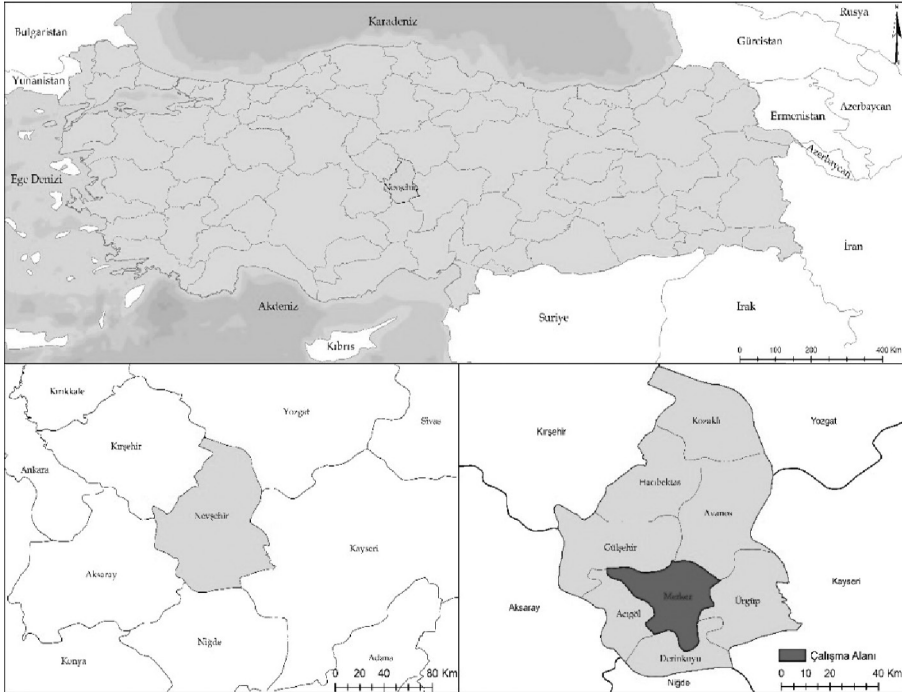 Karadeniz
Rusya
Bulgaristan
Gürcistan
Yunanistan
Azerbaycan
Ermenistan
Azerbaycan
Ege Denizi
Nevşehir
İran
Akdeniz
Suriye
Irak
Kıbrıs
0 100 200 400 Km
Kırıkkale
Yozgat
Sivas
Kırşehir
Ankara
Nevşehir
Kayseri
Aksaray
Niğde
Konya
Adana
0 20 40 80 Km
Kozaklı
Yozgat
Kırşehir
Hacıbektaş
Avanos
Gülşehir
Kayseri
Merkez
Ürgüp
Aksaray
Acıgöl
Derinkuyu
Çalışma Alanı
Niğde
0 10 20 40 Km